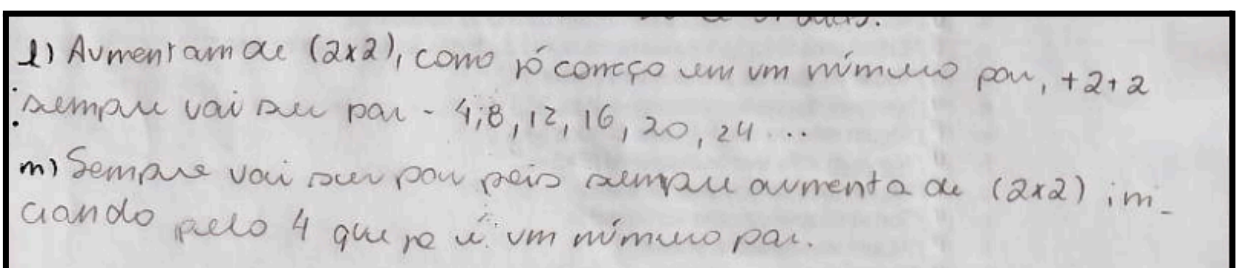 l) Aumentam de (2x2), como já começo em um número par, +2+2
sempre vai ser par - 4,8,12,16,20,24...
m) Sempre vai ser par pois sempre aumenta de (2x2) ini-
ciando pelo 4 que já é um número par.